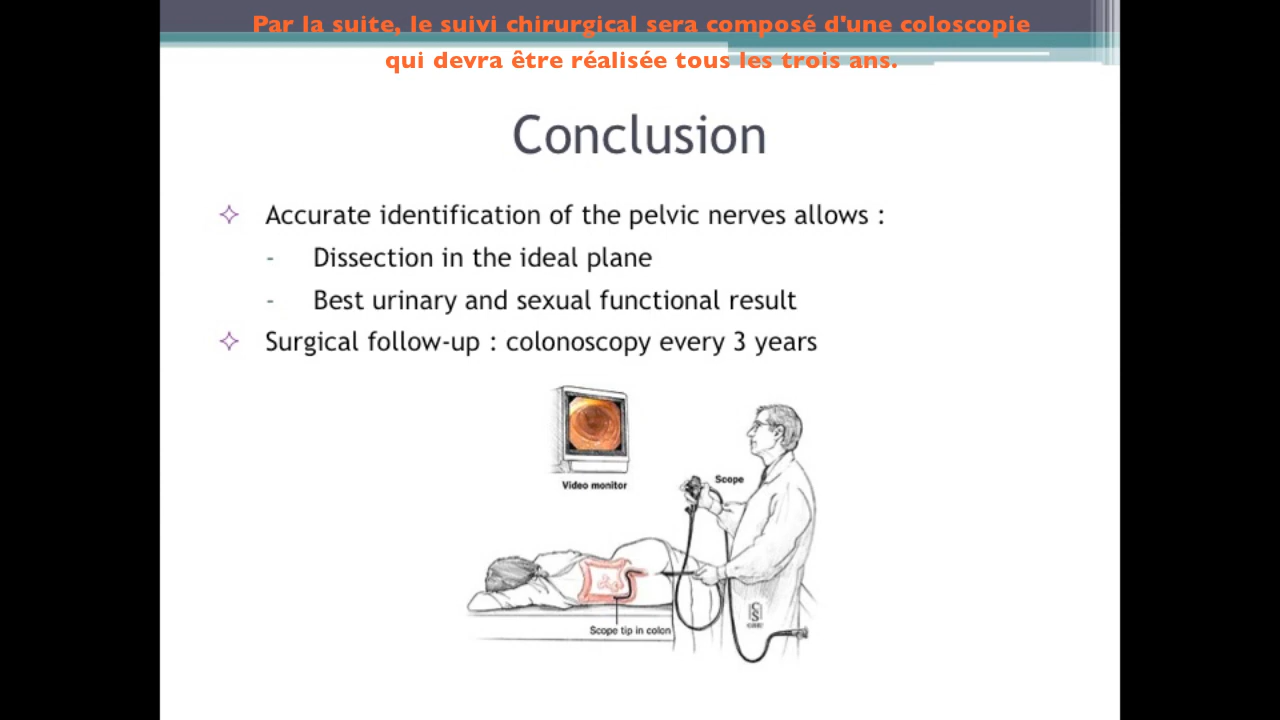 Par la suite, le suivi chirurgical sera composé d'une coloscopie
qui devra être réalisée tous les trois ans.
Conclusion
Accurate identification of the pelvic nerves allows :
- Dissection in the ideal plane
- Best urinary and sexual functional result
Surgical follow-up : colonoscopy every 3 years
Video monitor
Scope
Scope tip in colon